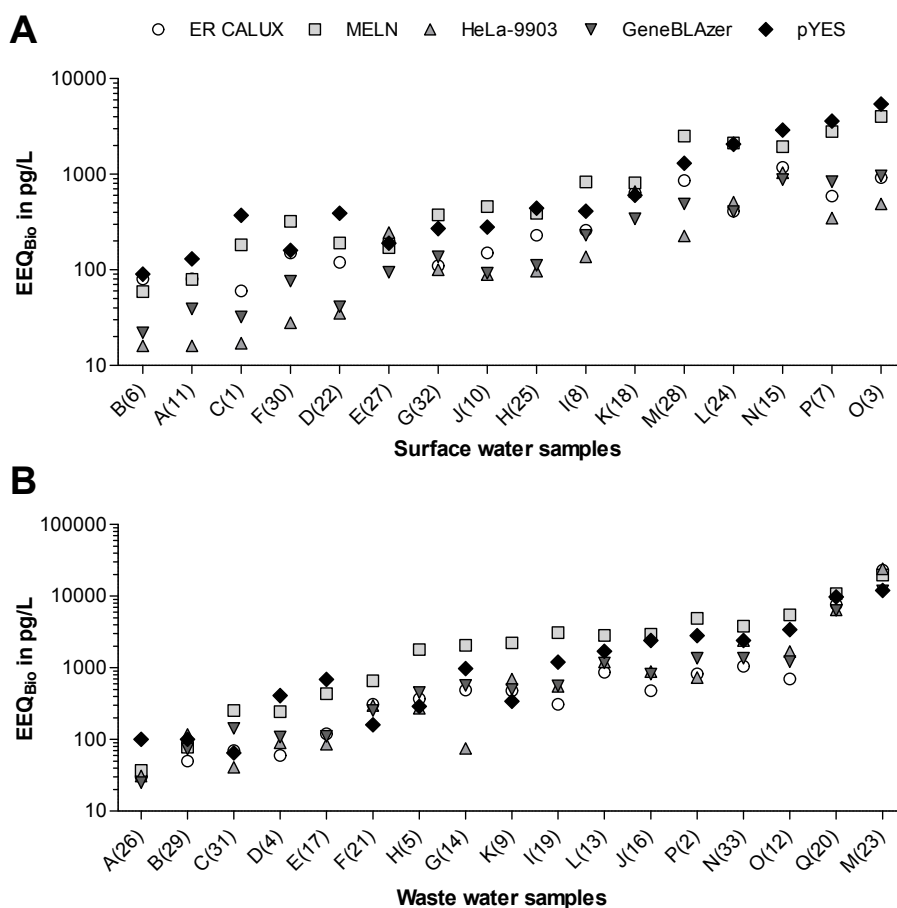 A
ER CALUX MELN HeLa-9903 GeneBLAzer pYES
EEQBio in pg/L
10000
1000
100
10
B(6) A(11) C(1) F(30) D(22) E(27) G(32) J(10) H(25) I(8) K(18) M(28) L(24) N(15) P(7) O(3)
Surface water samples
B
EEQBio in pg/L
100000
10000
1000
100
10
A(26) B(29) C(31) D(4) E(17) F(21) H(5) G(14) K(9) I(19) L(13) J(16) P(2) N(33) O(12) Q(20) M(23)
Waste water samples